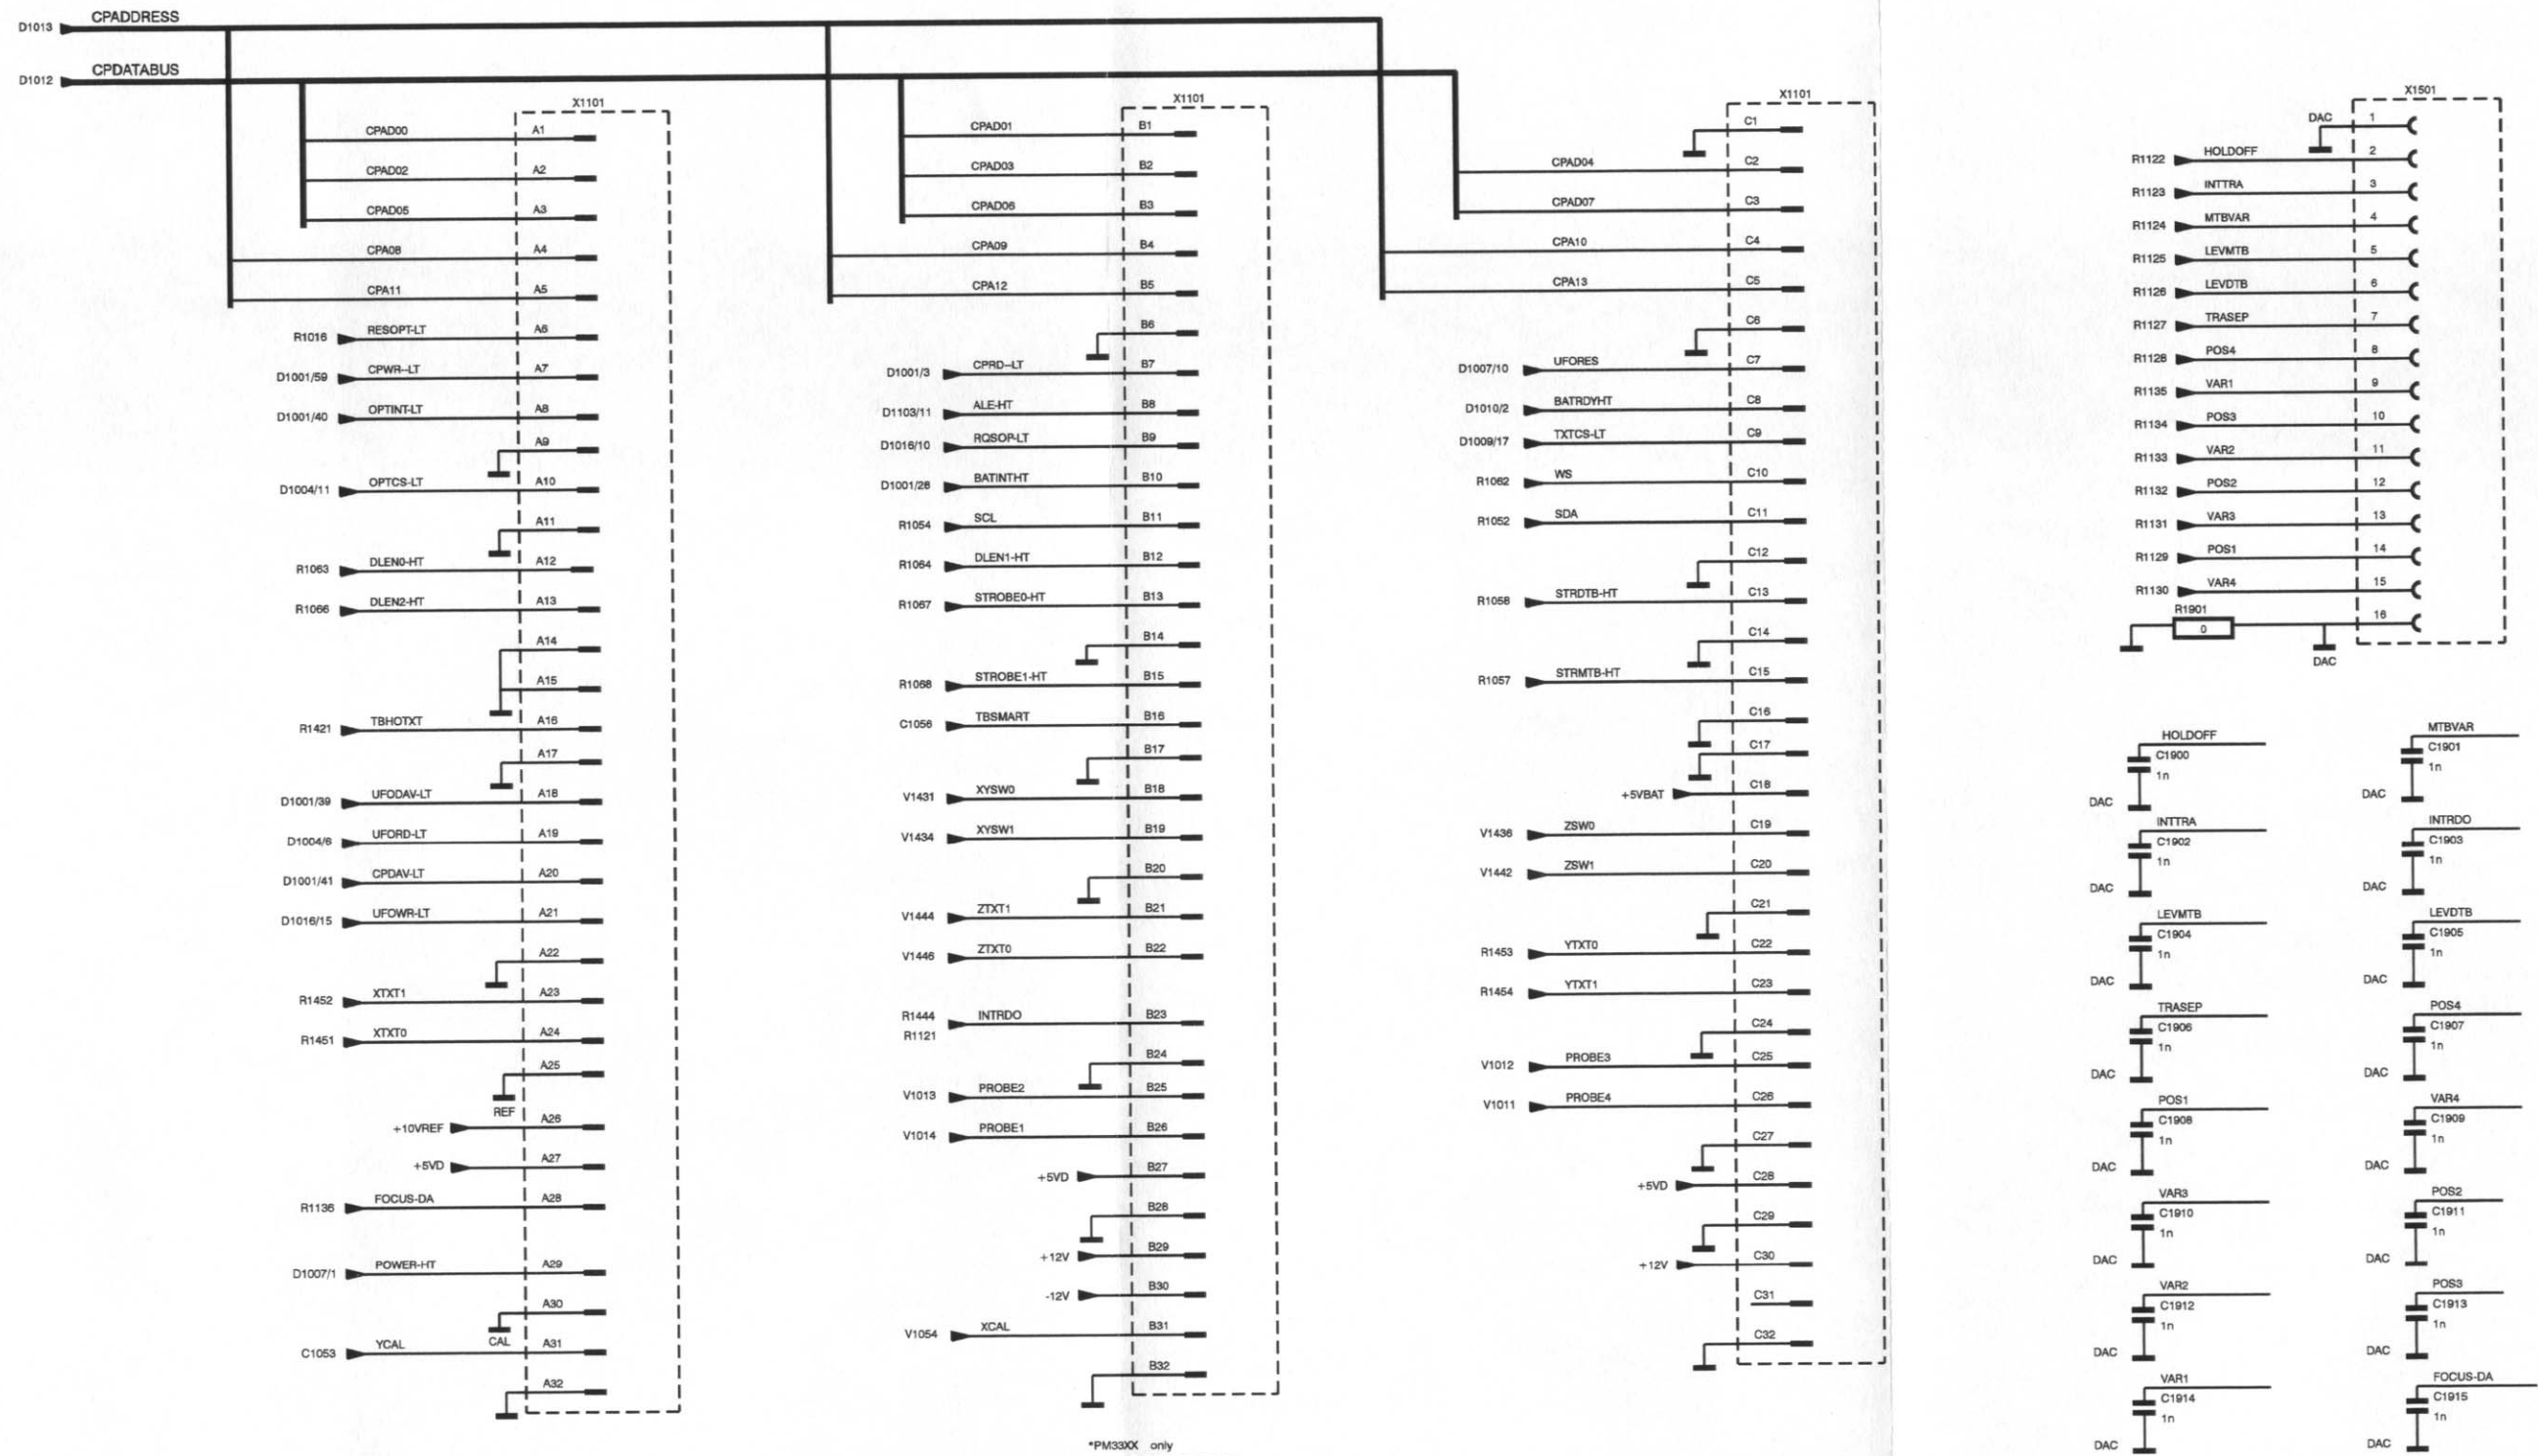 D1013 CPADDRESS
D1012 CPDATABUS
X1101
CPAD00 A1
CPAD02 A2
CPAD05 A3
CPA08 A4
CPA11 A5
R1016 RESOPT-LT A6
D1001/59 CPWR--LT A7
D1001/40 OPTINT-LT A8
A9
D1004/11 OPTCS-LT A10
A11
R1063 DLEN0-HT A12
R1066 DLEN2-HT A13
A14
A15
R1421 TBHOTXT A16
A17
D1001/39 UFODAV-LT A18
D1004/6 UFORD-LT A19
D1001/41 CPDAV-LT A20
D1016/15 UFOWR-LT A21
A22
R1452 XTXT1 A23
R1451 XTXT0 A24
A25
REF
+10VREF A26
+5VD A27
R1136 FOCUS-DA A28
D1007/1 POWER-HT A29
A30
CAL
C1053 YCAL A31
A32
X1101
CPAD01 B1
CPAD03 B2
CPAD06 B3
CPA09 B4
CPA12 B5
B6
D1001/3 CPRD--LT B7
D1103/11 ALE-HT B8
D1016/10 RQSOP-LT B9
D1001/28 BATINTHT B10
R1054 SCL B11
R1064 DLEN1-HT B12
R1067 STROBE0-HT B13
B14
R1068 STROBE1-HT B15
C1056 TBSMART B16
B17
V1431 XYSW0 B18
V1434 XYSW1 B19
B20
V1444 ZTXT1 B21
V1446 ZTXT0 B22
R1444 INTRDO B23
R1121
B24
V1013 PROBE2 B25
V1014 PROBE1 B26
+5VD B27
B28
+12V B29
-12V B30
V1054 XCAL B31
B32
*PM33XX only
X1101
C1
CPAD04 C2
CPAD07 C3
CPA10 C4
CPA13 C5
C6
D1007/10 UFORES C7
D1010/2 BATRDYHT C8
D1009/17 TXTCS-LT C9
R1062 WS C10
R1052 SDA C11
C12
R1058 STRDTB-HT C13
C14
R1057 STRMTB-HT C15
C16
C17
+5VBAT C18
V1436 ZSW0 C19
V1442 ZSW1 C20
C21
R1453 YTXT0 C22
R1454 YTXT1 C23
C24
V1012 PROBE3 C25
V1011 PROBE4 C26
C27
+5VD C28
C29
+12V C30
C31
C32
X1501
DAC 1
R1122 HOLDOFF 2
R1123 INTTRA 3
R1124 MTBVAR 4
R1125 LEVMTB 5
R1126 LEVDTB 6
R1127 TRASEP 7
R1128 POS4 8
R1135 VAR1 9
R1134 POS3 10
R1133 VAR2 11
R1132 POS2 12
R1131 VAR3 13
R1129 POS1 14
R1130 VAR4 15
R1901 16
0
DAC
HOLDOFF
C1900
1n
DAC
MTBVAR
C1901
1n
DAC
INTTRA
C1902
1n
DAC
INTRDO
C1903
1n
DAC
LEVMTB
C1904
1n
DAC
LEVDTB
C1905
1n
DAC
TRASEP
C1906
1n
DAC
POS4
C1907
1n
DAC
POS1
C1908
1n
DAC
VAR4
C1909
1n
DAC
VAR3
C1910
1n
DAC
POS2
C1911
1n
DAC
VAR2
C1912
1n
DAC
POS3
C1913
1n
DAC
VAR1
C1914
1n
DAC
FOCUS-DA
C1915
1n
DAC